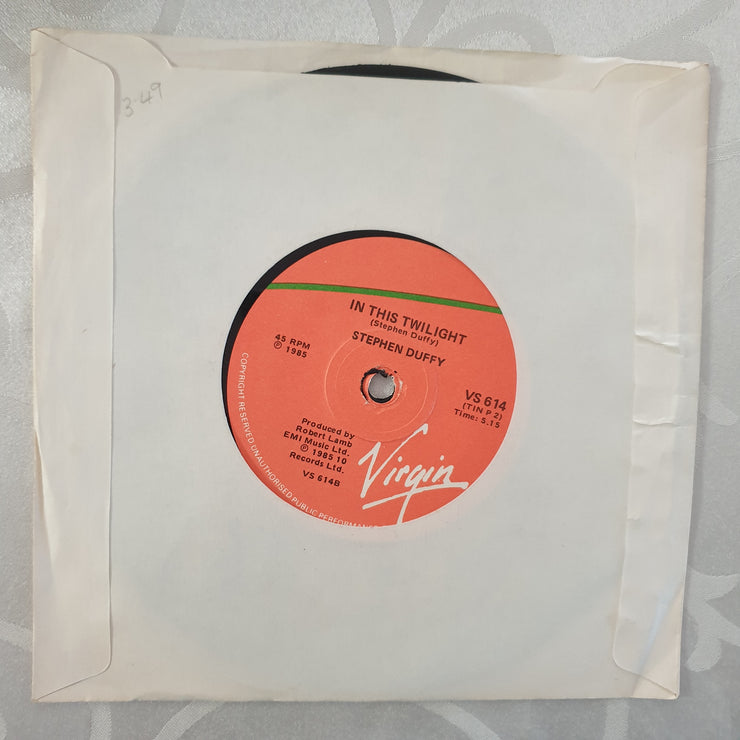 3-49
IN THIS TWILIGHT
(Stephen Duffy)
STEPHEN DUFFY
45 RPM
℗ 1985
VS 614
(TIN P 2)
Time: 5.15
Produced by
Robert Lamb
EMI Music Ltd.
℗ 1985 10
Records Ltd.
VS 614B
Virgin
COPYRIGHT RESERVED.UNAUTHORISED PUBLIC PERFORMANC